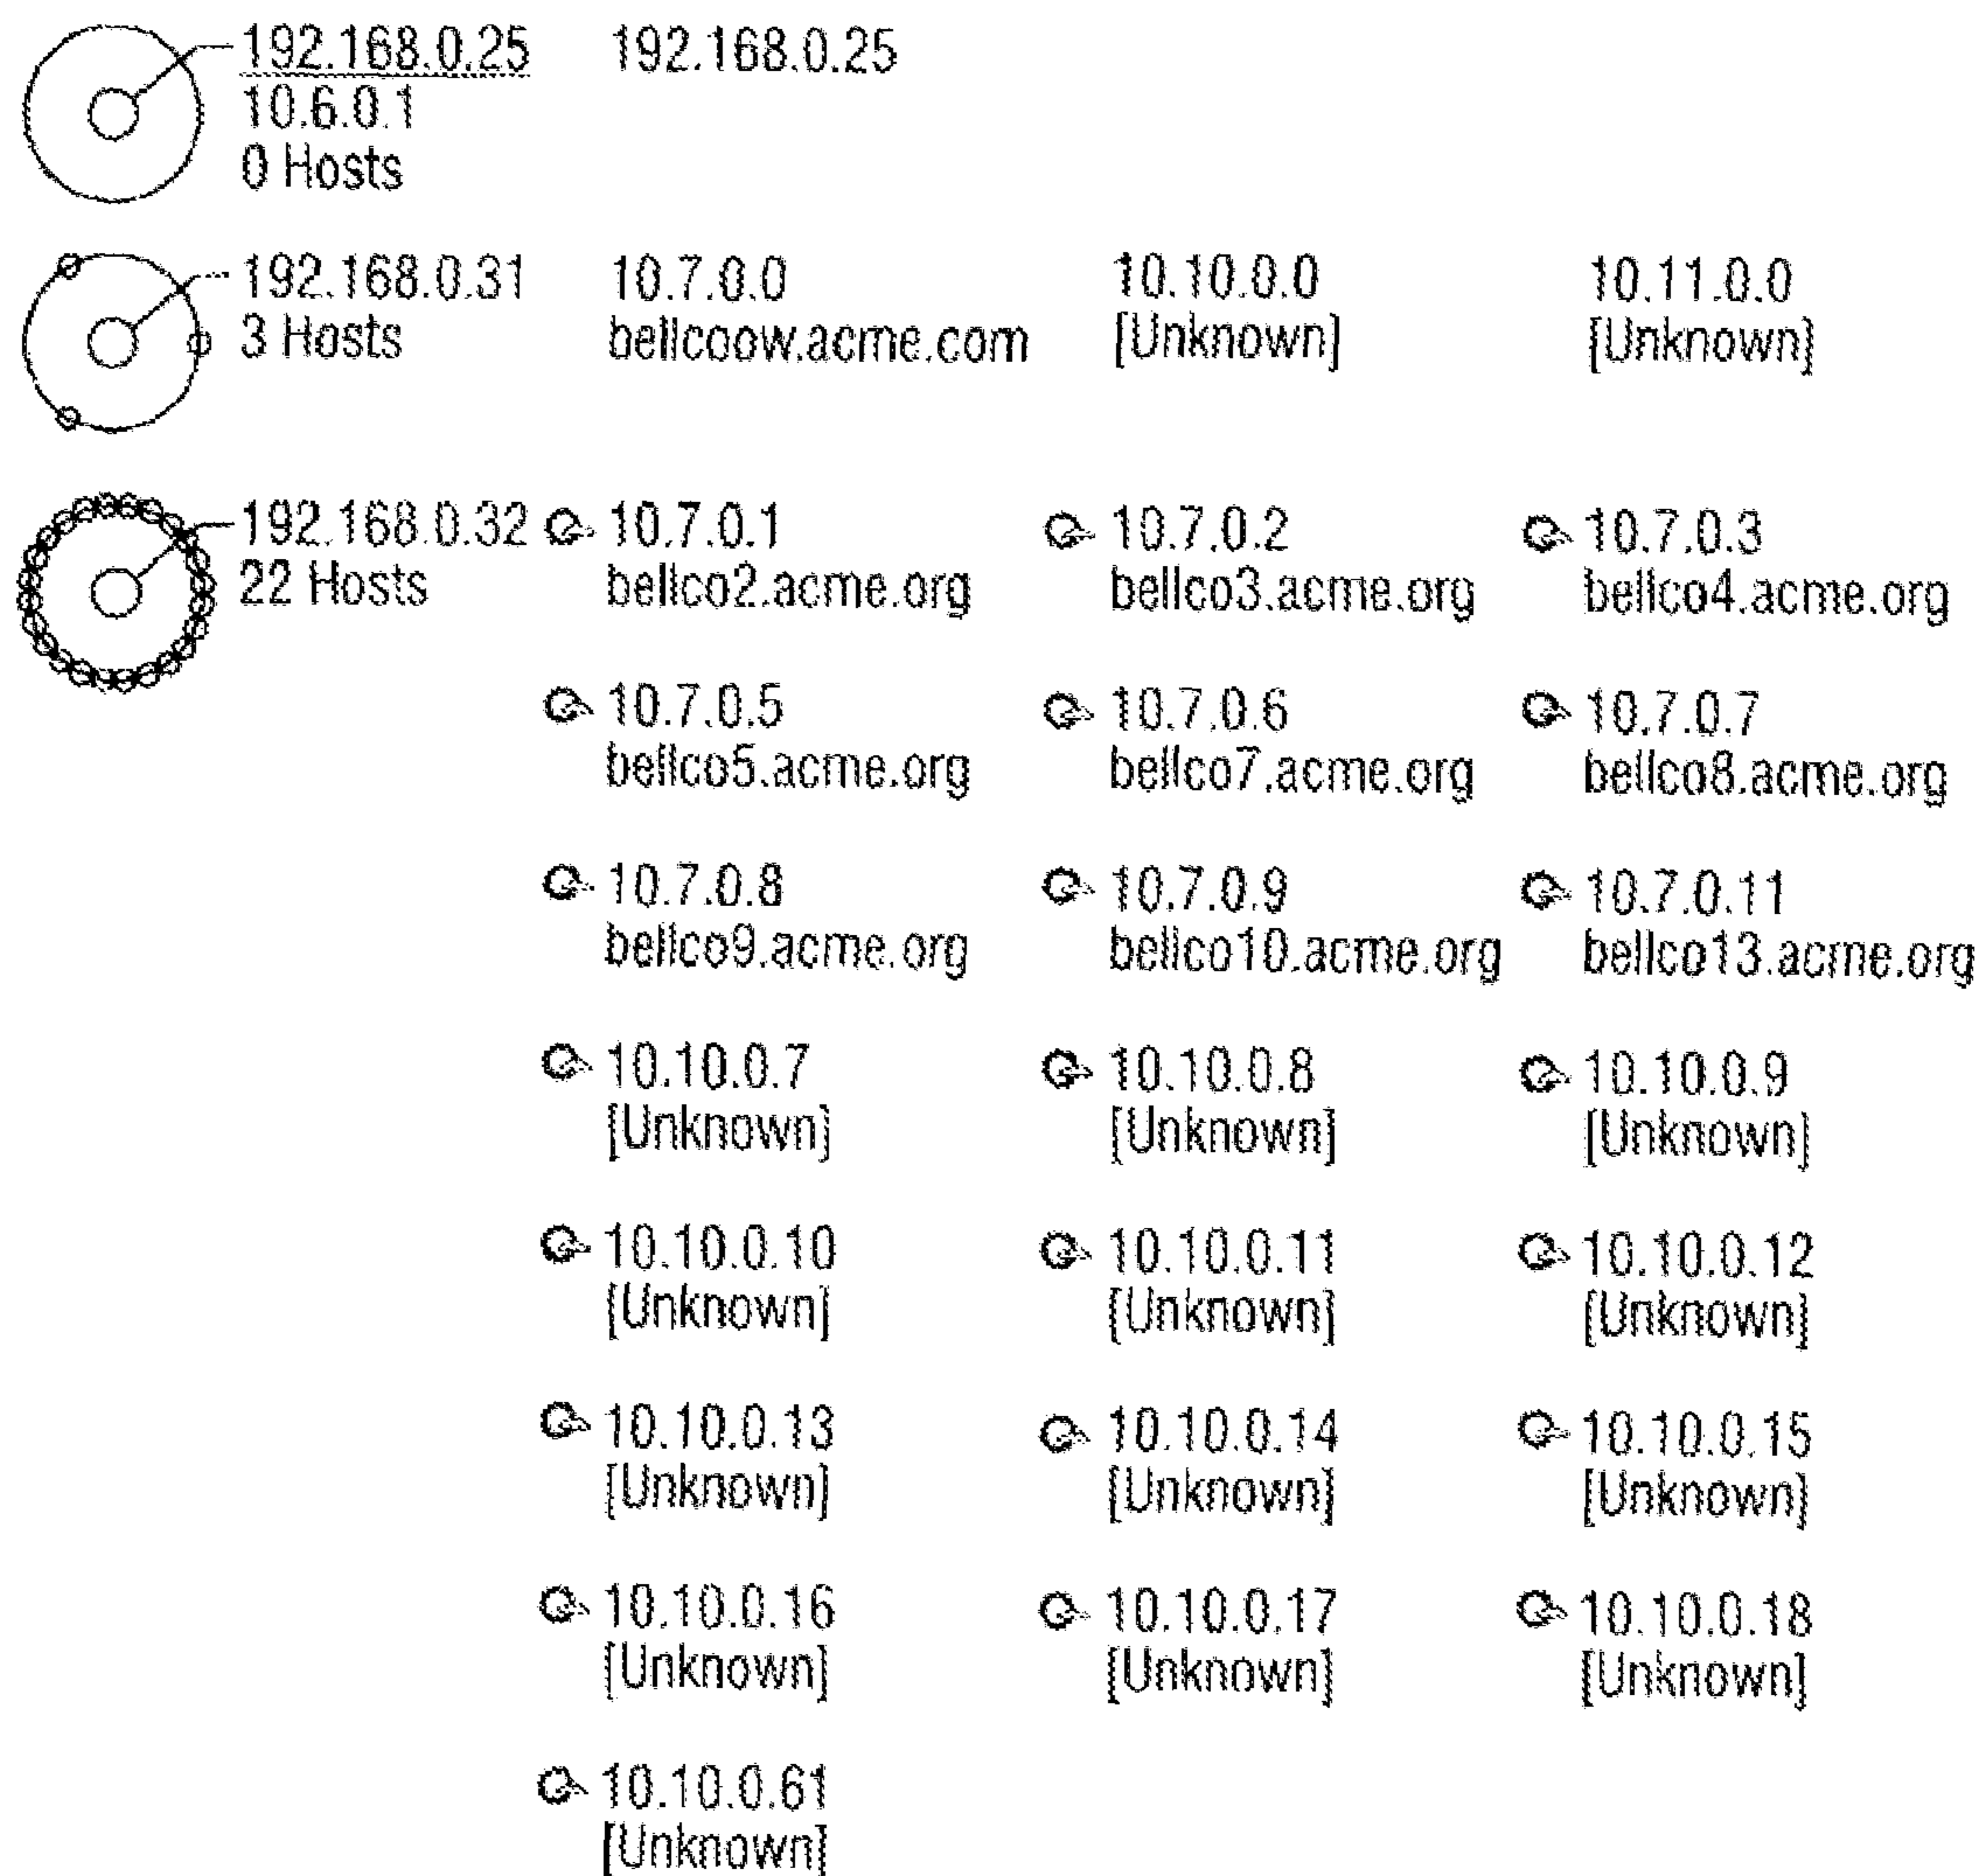 192.168.0.25 192.168.0.25
10.6.0.1
0 Hosts
192.168.0.31 10.7.0.0 10.10.0.0 10.11.0.0
3 Hosts bellcoow.acme.com [Unknown] [Unknown]
192.168.0.32 10.7.0.1 10.7.0.2 10.7.0.3
22 Hosts bellco2.acme.org bellco3.acme.org bellco4.acme.org
10.7.0.5 10.7.0.6 10.7.0.7
bellco5.acme.org bellco7.acme.org bellco8.acme.org
10.7.0.8 10.7.0.9 10.7.0.11
bellco9.acme.org bellco10.acme.org bellco13.acme.org
10.10.0.7 10.10.0.8 10.10.0.9
[Unknown] [Unknown] [Unknown]
10.10.0.10 10.10.0.11 10.10.0.12
[Unknown] [Unknown] [Unknown]
10.10.0.13 10.10.0.14 10.10.0.15
[Unknown] [Unknown] [Unknown]
10.10.0.16 10.10.0.17 10.10.0.18
[Unknown] [Unknown] [Unknown]
10.10.0.61
[Unknown]